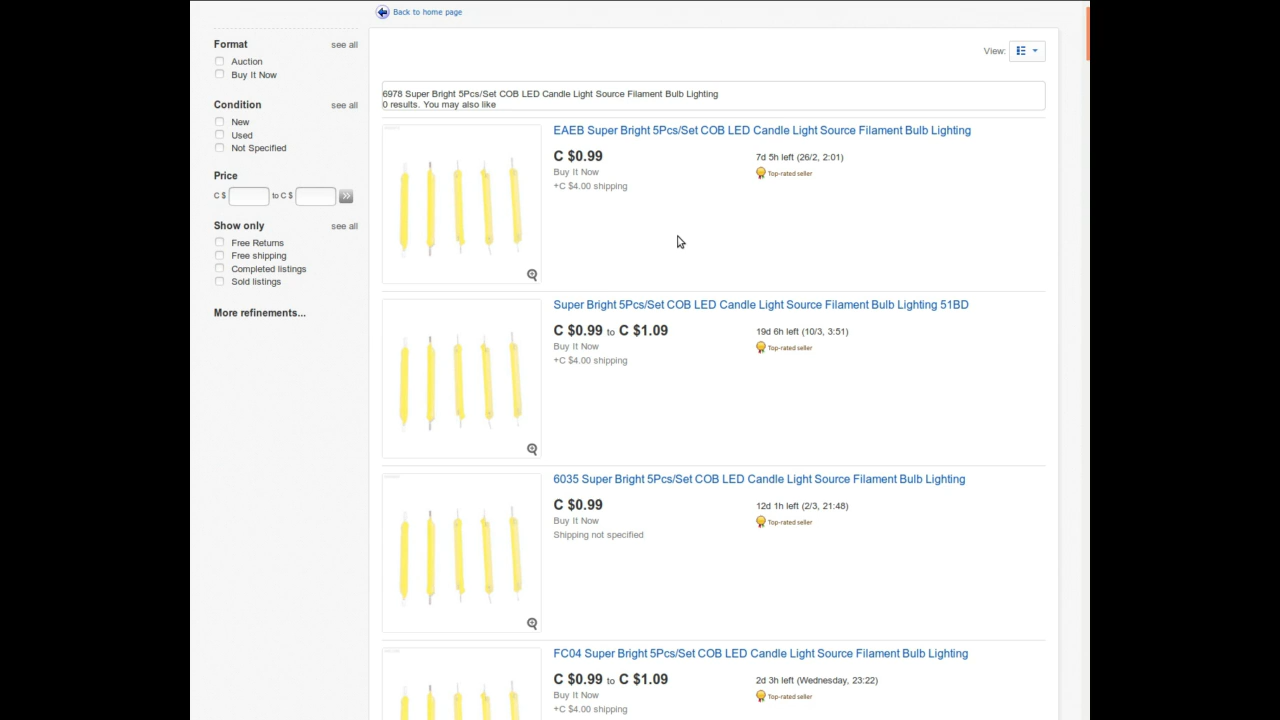 Back to home page
Format see all
Auction
Buy It Now
Condition see all
New
Used
Not Specified
Price
C $ to C $
Show only see all
Free Returns
Free shipping
Completed listings
Sold listings
More refinements...
View:
6978 Super Bright 5Pcs/Set COB LED Candle Light Source Filament Bulb Lighting
0 results. You may also like
EAEB Super Bright 5Pcs/Set COB LED Candle Light Source Filament Bulb Lighting
C $0.99 7d 5h left (26/2, 2:01)
Buy It Now Top-rated seller
+C $4.00 shipping
Super Bright 5Pcs/Set COB LED Candle Light Source Filament Bulb Lighting 51BD
C $0.99 to C $1.09 19d 6h left (10/3, 3:51)
Buy It Now Top-rated seller
+C $4.00 shipping
6035 Super Bright 5Pcs/Set COB LED Candle Light Source Filament Bulb Lighting
C $0.99 12d 1h left (2/3, 21:48)
Buy It Now Top-rated seller
Shipping not specified
FC04 Super Bright 5Pcs/Set COB LED Candle Light Source Filament Bulb Lighting
C $0.99 to C $1.09 2d 3h left (Wednesday, 23:22)
Buy It Now Top-rated seller
+C $4.00 shipping